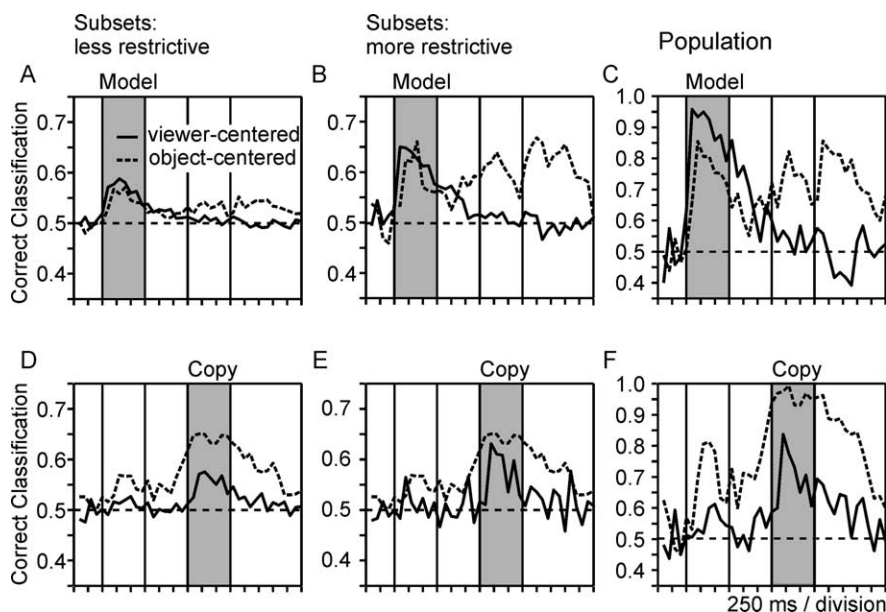 Subsets:
less restrictive
Subsets:
more restrictive
Population
A
Model
B
Model
C
Model
Correct Classification
0.7
0.6
0.5
0.4
viewer-centered
object-centered
0.7
0.6
0.5
0.4
1.0
0.9
0.8
0.7
0.6
0.5
0.4
D
Copy
E
Copy
F
Copy
Correct Classification
0.7
0.6
0.5
0.4
0.7
0.6
0.5
0.4
1.0
0.9
0.8
0.7
0.6
0.5
0.4
250 ms / division